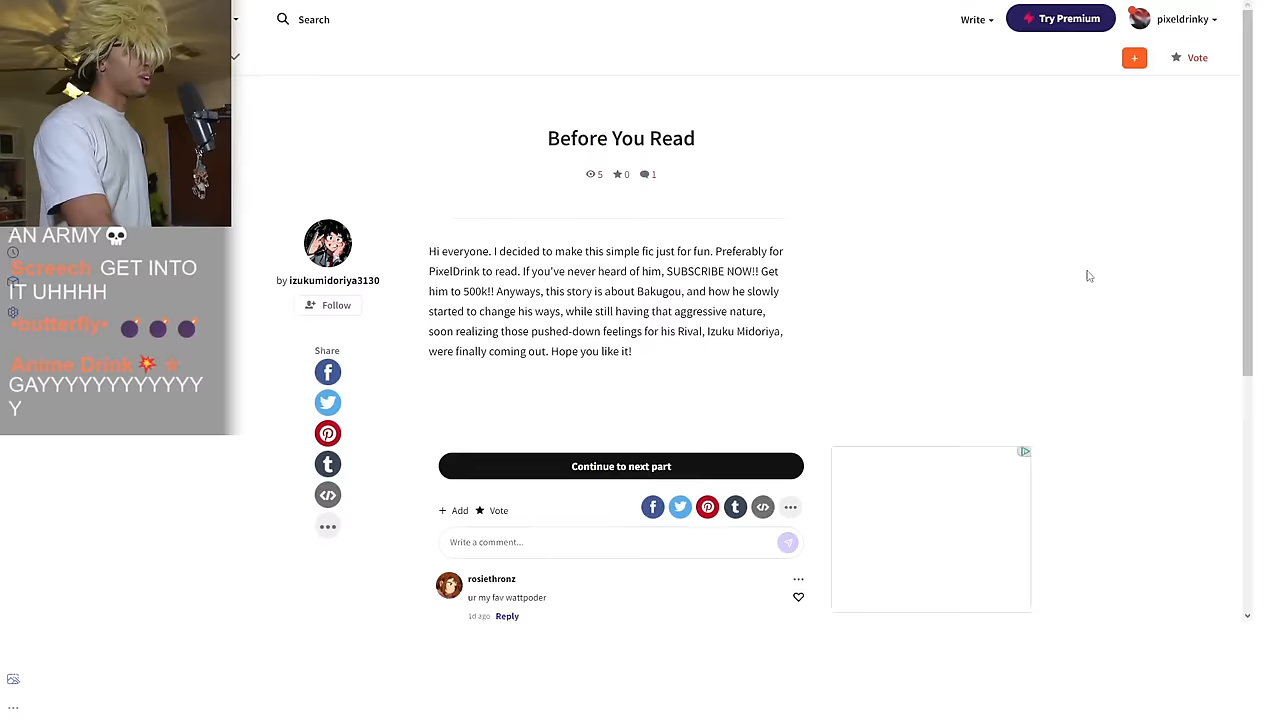 Search
Write
Try Premium
pixeldrinky
+
Vote
Before You Read
5
0
1
AN ARMY💀
Screech GET INTO
IT UHHHH
•butterfly• 💣 💣 💣
Anime Drink💥
GAYYYYYYYYYYYY
Y
by izukumidoriya3130
Follow
Share
Hi everyone. I decided to make this simple fic just for fun. Preferably for
PixelDrink to read. If you've never heard of him, SUBSCRIBE NOW!! Get
him to 500k!! Anyways, this story is about Bakugou, and how he slowly
started to change his ways, while still having that aggressive nature,
soon realizing those pushed-down feelings for his Rival, Izuku Midoriya,
were finally coming out. Hope you like it!
Continue to next part
+ Add ★ Vote
Write a comment...
rosiethronz
ur my fav wattpoder
1d ago Reply